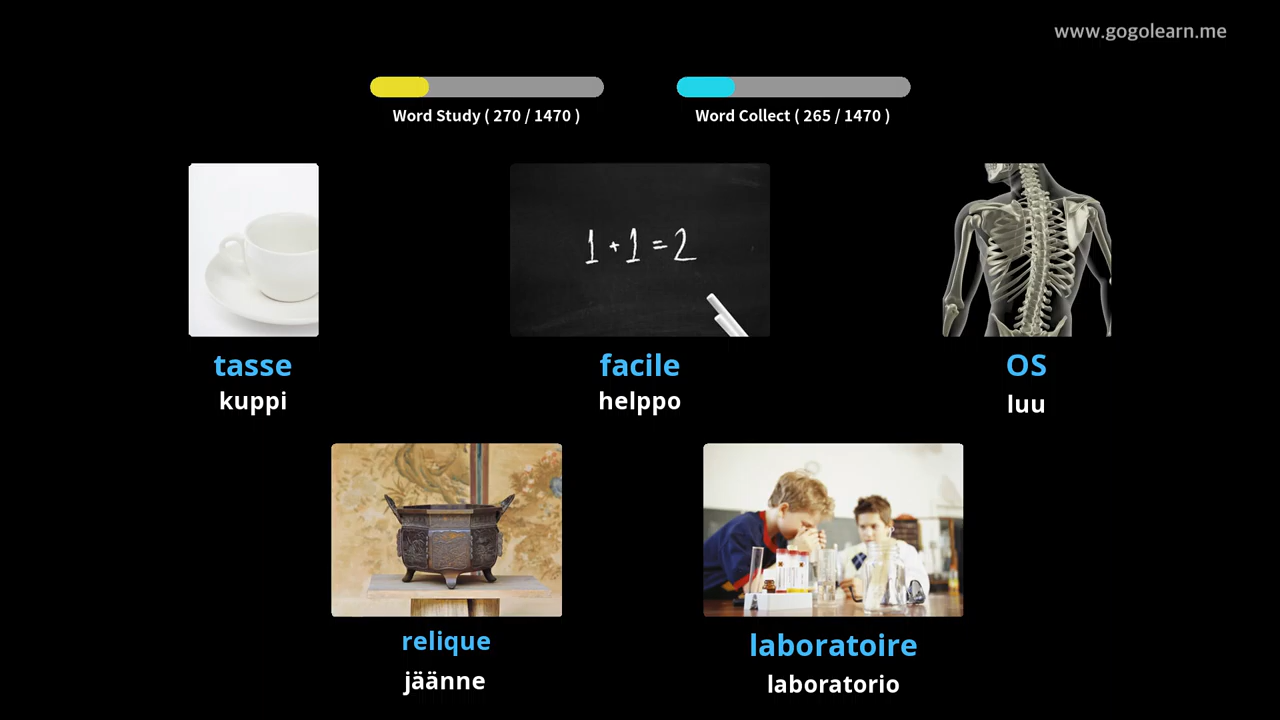 www.gogolearn.me
Word Study ( 270 / 1470 )
Word Collect ( 265 / 1470 )
1 + 1 = 2
tasse
kuppi
facile
helppo
OS
luu
relique
jäänne
laboratoire
laboratorio